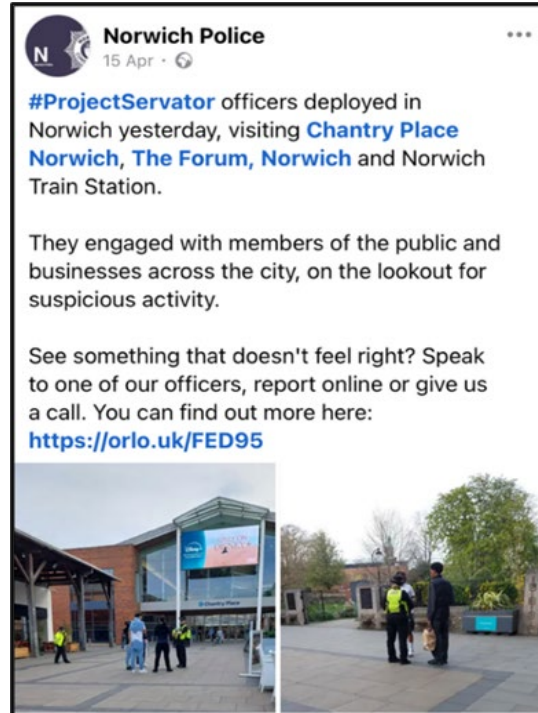 Norwich Police
N
15 Apr ·
#ProjectServator officers deployed in
Norwich yesterday, visiting Chantry Place
Norwich, The Forum, Norwich and Norwich
Train Station.
They engaged with members of the public and
businesses across the city, on the lookout for
suspicious activity.
See something that doesn't feel right? Speak
to one of our officers, report online or give us
a call. You can find out more here:
https://orlo.uk/FED95
Disney+
Chantry Place